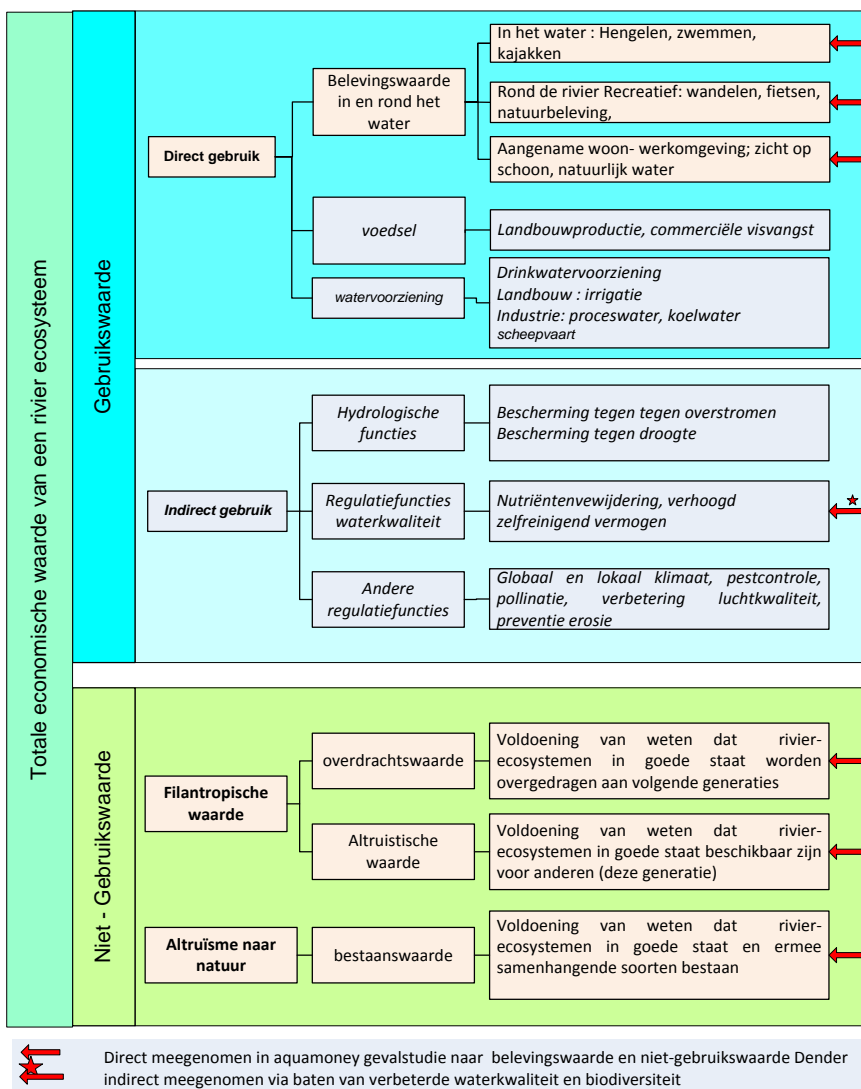 Totale economische waarde van een rivier ecosysteem
Gebruikswaarde
Direct gebruik
Belevingswaarde
in en rond het
water
In het water : Hengelen, zwemmen,
kajakken
Rond de rivier Recreatief: wandelen, fietsen,
natuurbeleving,
Aangename woon- werkomgeving; zicht op
schoon, natuurlijk water
voedsel
Landbouwproductie, commerciële visvangst
watervoorziening
Drinkwatervoorziening
Landbouw : irrigatie
Industrie: proceswater, koelwater
scheepvaart
Indirect gebruik
Hydrologische
functies
Bescherming tegen tegen overstromen
Bescherming tegen droogte
Regulatiefuncties
waterkwaliteit
Nutriëntenvewijdering, verhoogd
zelfreinigend vermogen
Andere
regulatiefuncties
Globaal en lokaal klimaat, pestcontrole,
pollinatie, verbetering luchtkwaliteit,
preventie erosie
Niet - Gebruikswaarde
Filantropische
waarde
overdrachtswaarde
Voldoening van weten dat rivier-
ecosystemen in goede staat worden
overgedragen aan volgende generaties
Altruistische
waarde
Voldoening van weten dat rivier-
ecosystemen in goede staat beschikbaar zijn
voor anderen (deze generatie)
Altruïsme naar
natuur
bestaanswaarde
Voldoening van weten dat rivier-
ecosystemen in goede staat en ermee
samenhangende soorten bestaan
Direct meegenomen in aquamoney gevalstudie naar belevingswaarde en niet-gebruikswaarde Dender
indirect meegenomen via baten van verbeterde waterkwaliteit en biodiversiteit